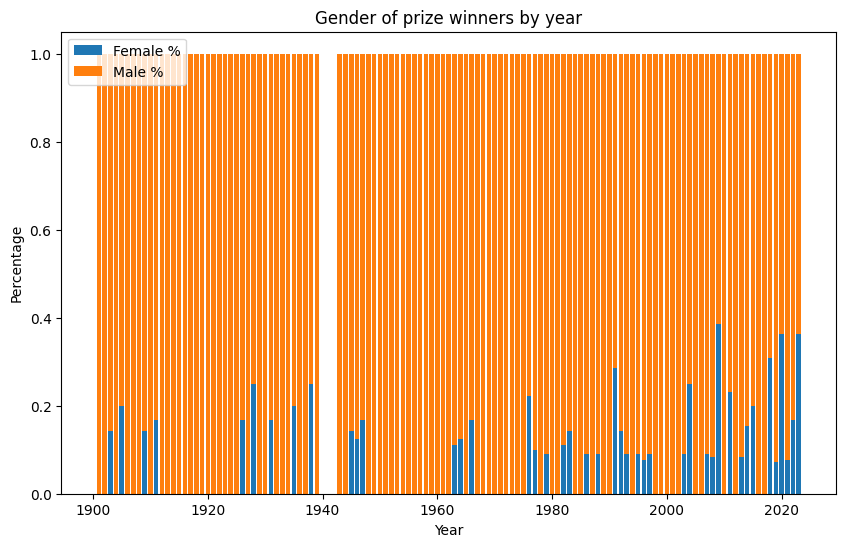 Gender of prize winners by year
Female %
Male %
1.0
0.8
0.6
0.4
0.2
0.0
Percentage
1900 1920 1940 1960 1980 2000 2020
Year